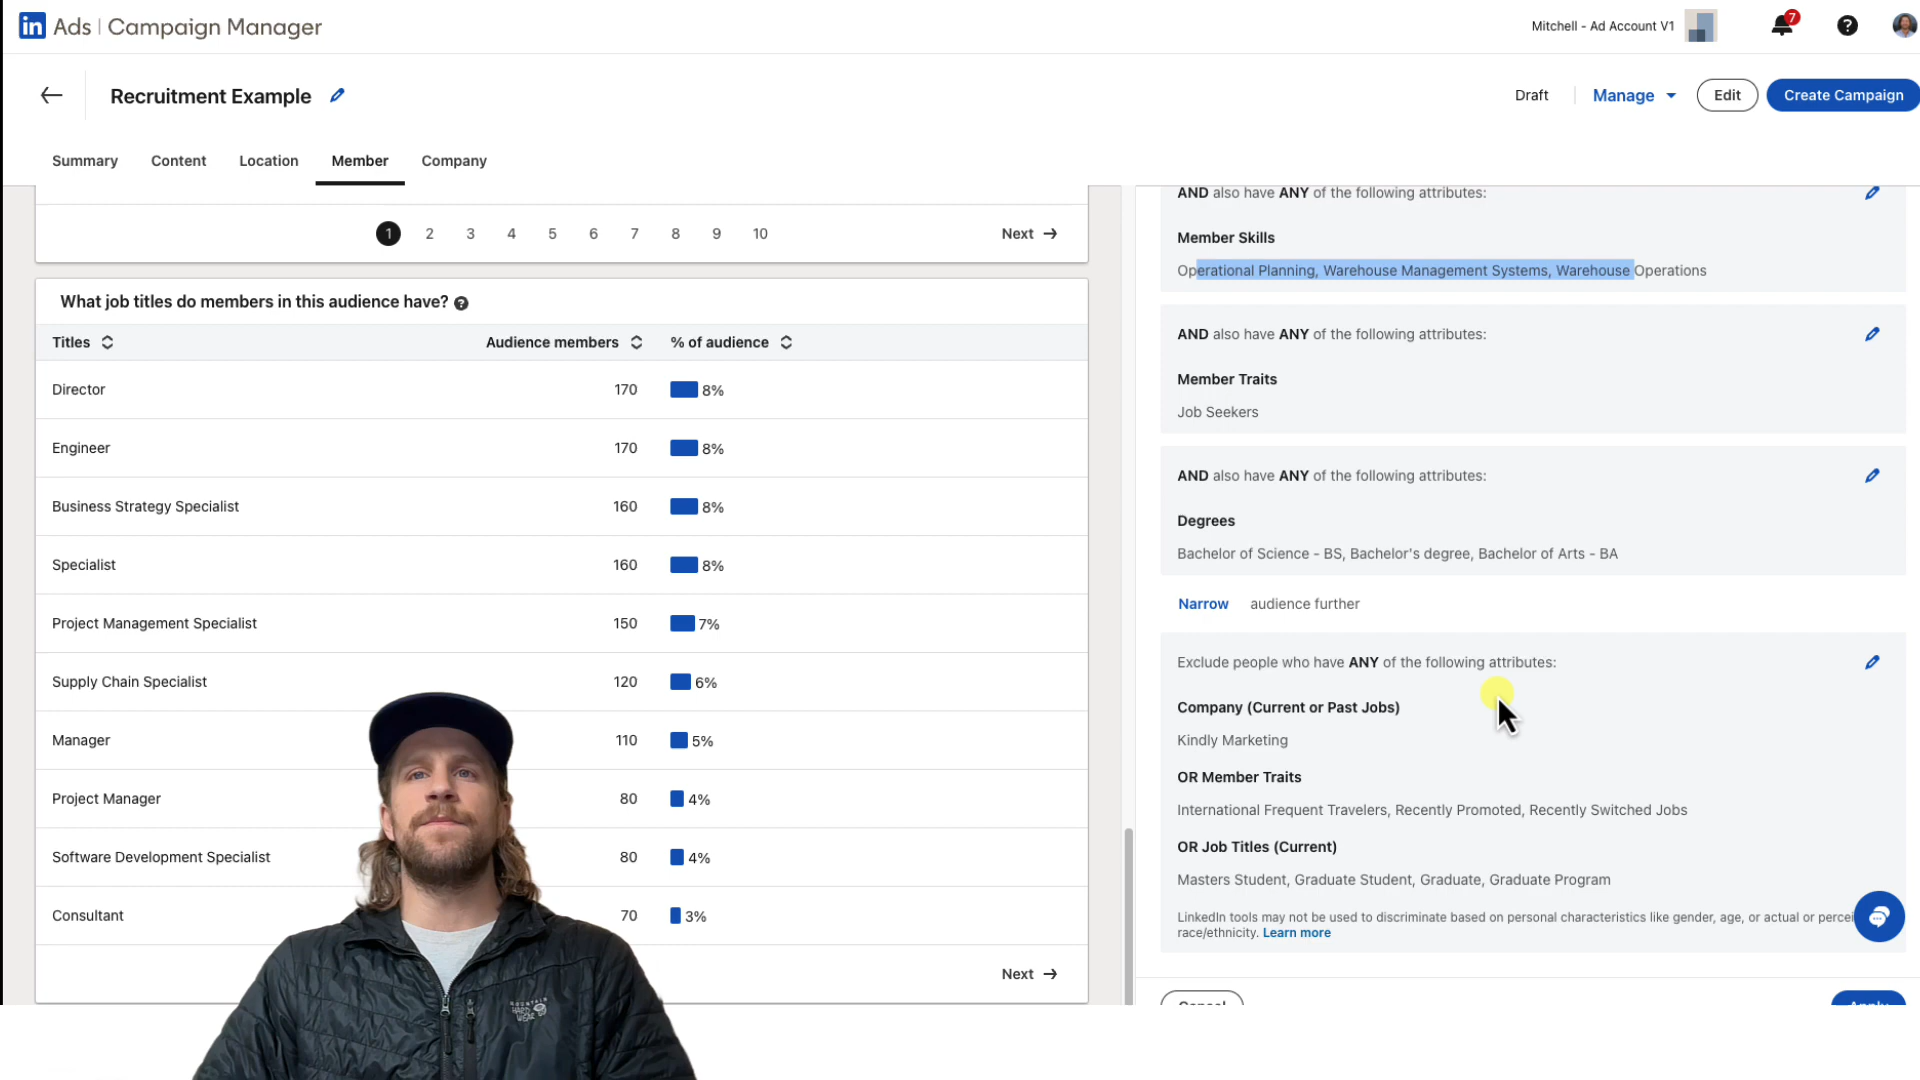 in Ads | Campaign Manager
Mitchell - Ad Account V1
7
?
Recruitment Example
Draft
Manage
Edit
Create Campaign
Summary
Content
Location
Member
Company
1 2 3 4 5 6 7 8 9 10
Next →
What job titles do members in this audience have? ?
Titles Audience members % of audience
Director 170 8%
Engineer 170 8%
Business Strategy Specialist 160 8%
Specialist 160 8%
Project Management Specialist 150 7%
Supply Chain Specialist 120 6%
Manager 110 5%
Project Manager 80 4%
Software Development Specialist 80 4%
Consultant 70 3%
Next →
AND also have ANY of the following attributes:
Member Skills
Operational Planning, Warehouse Management Systems, Warehouse Operations
AND also have ANY of the following attributes:
Member Traits
Job Seekers
AND also have ANY of the following attributes:
Degrees
Bachelor of Science - BS, Bachelor's degree, Bachelor of Arts - BA
Narrow audience further
Exclude people who have ANY of the following attributes:
Company (Current or Past Jobs)
Kindly Marketing
OR Member Traits
International Frequent Travelers, Recently Promoted, Recently Switched Jobs
OR Job Titles (Current)
Masters Student, Graduate Student, Graduate, Graduate Program
LinkedIn tools may not be used to discriminate based on personal characteristics like gender, age, or actual or percei
race/ethnicity. Learn more
Cancel
Apply
MOUNTAIN
HARD
WEAR